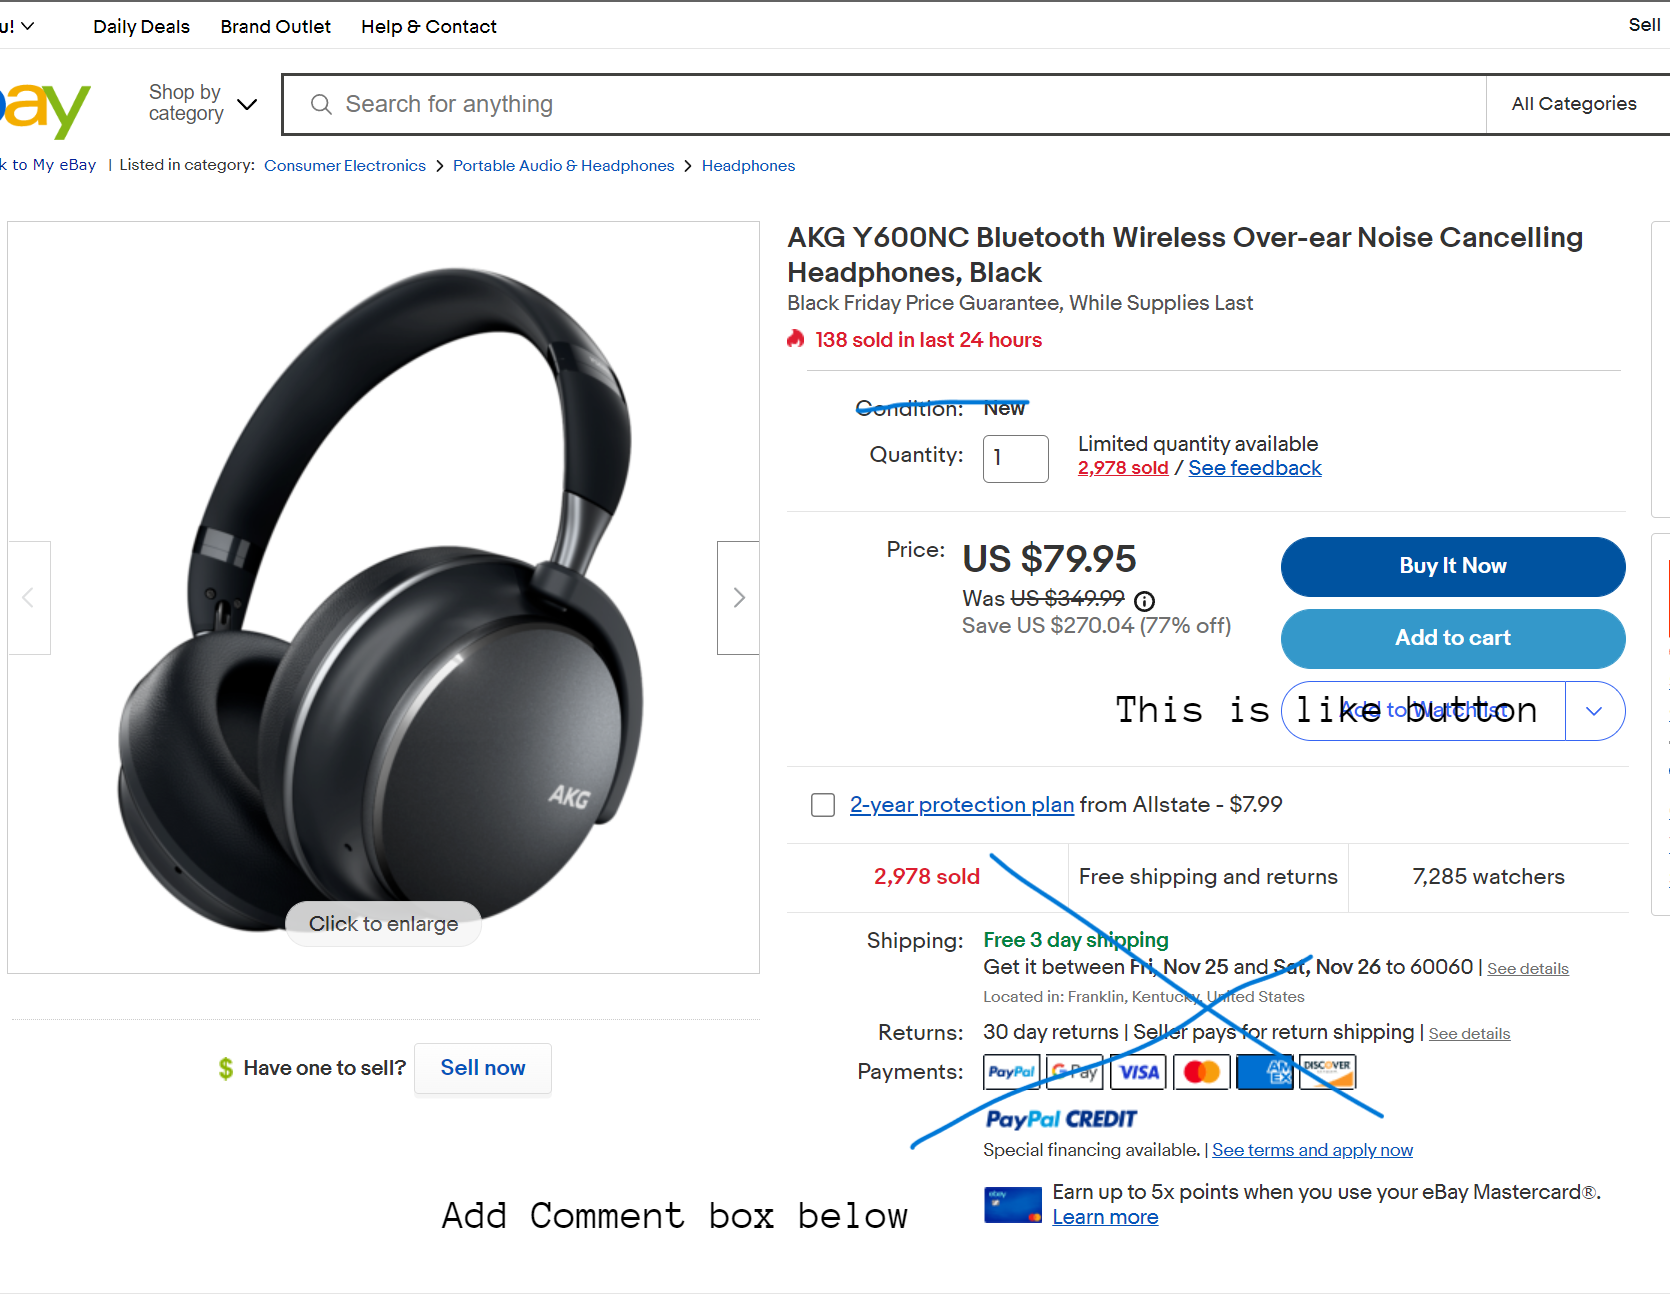 u!
Daily Deals
Brand Outlet
Help & Contact
Sell
bay
Shop by
category
Search for anything
All Categories
k to My eBay | Listed in category: Consumer Electronics > Portable Audio & Headphones > Headphones
AKG Y600NC Bluetooth Wireless Over-ear Noise Cancelling
Headphones, Black
Black Friday Price Guarantee, While Supplies Last
138 sold in last 24 hours
Condition: New
Quantity: 1
Limited quantity available
2,978 sold / See feedback
Price: US $79.95
Was US $349.99
Save US $270.04 (77% off)
Buy It Now
Add to cart
Add to Watchlist
This is like button
2-year protection plan from Allstate - $7.99
2,978 sold
Free shipping and returns
7,285 watchers
Shipping: Free 3 day shipping
Get it between Fri, Nov 25 and Sat, Nov 26 to 60060 | See details
Located in: Franklin, Kentucky, United States
Returns: 30 day returns | Seller pays for return shipping | See details
Payments: PayPal G Pay VISA AMEX DISCOVER
PayPal CREDIT
Special financing available. | See terms and apply now
ebay
Earn up to 5x points when you use your eBay Mastercard®.
Learn more
AKG
Click to enlarge
$ Have one to sell? Sell now
Add Comment box below